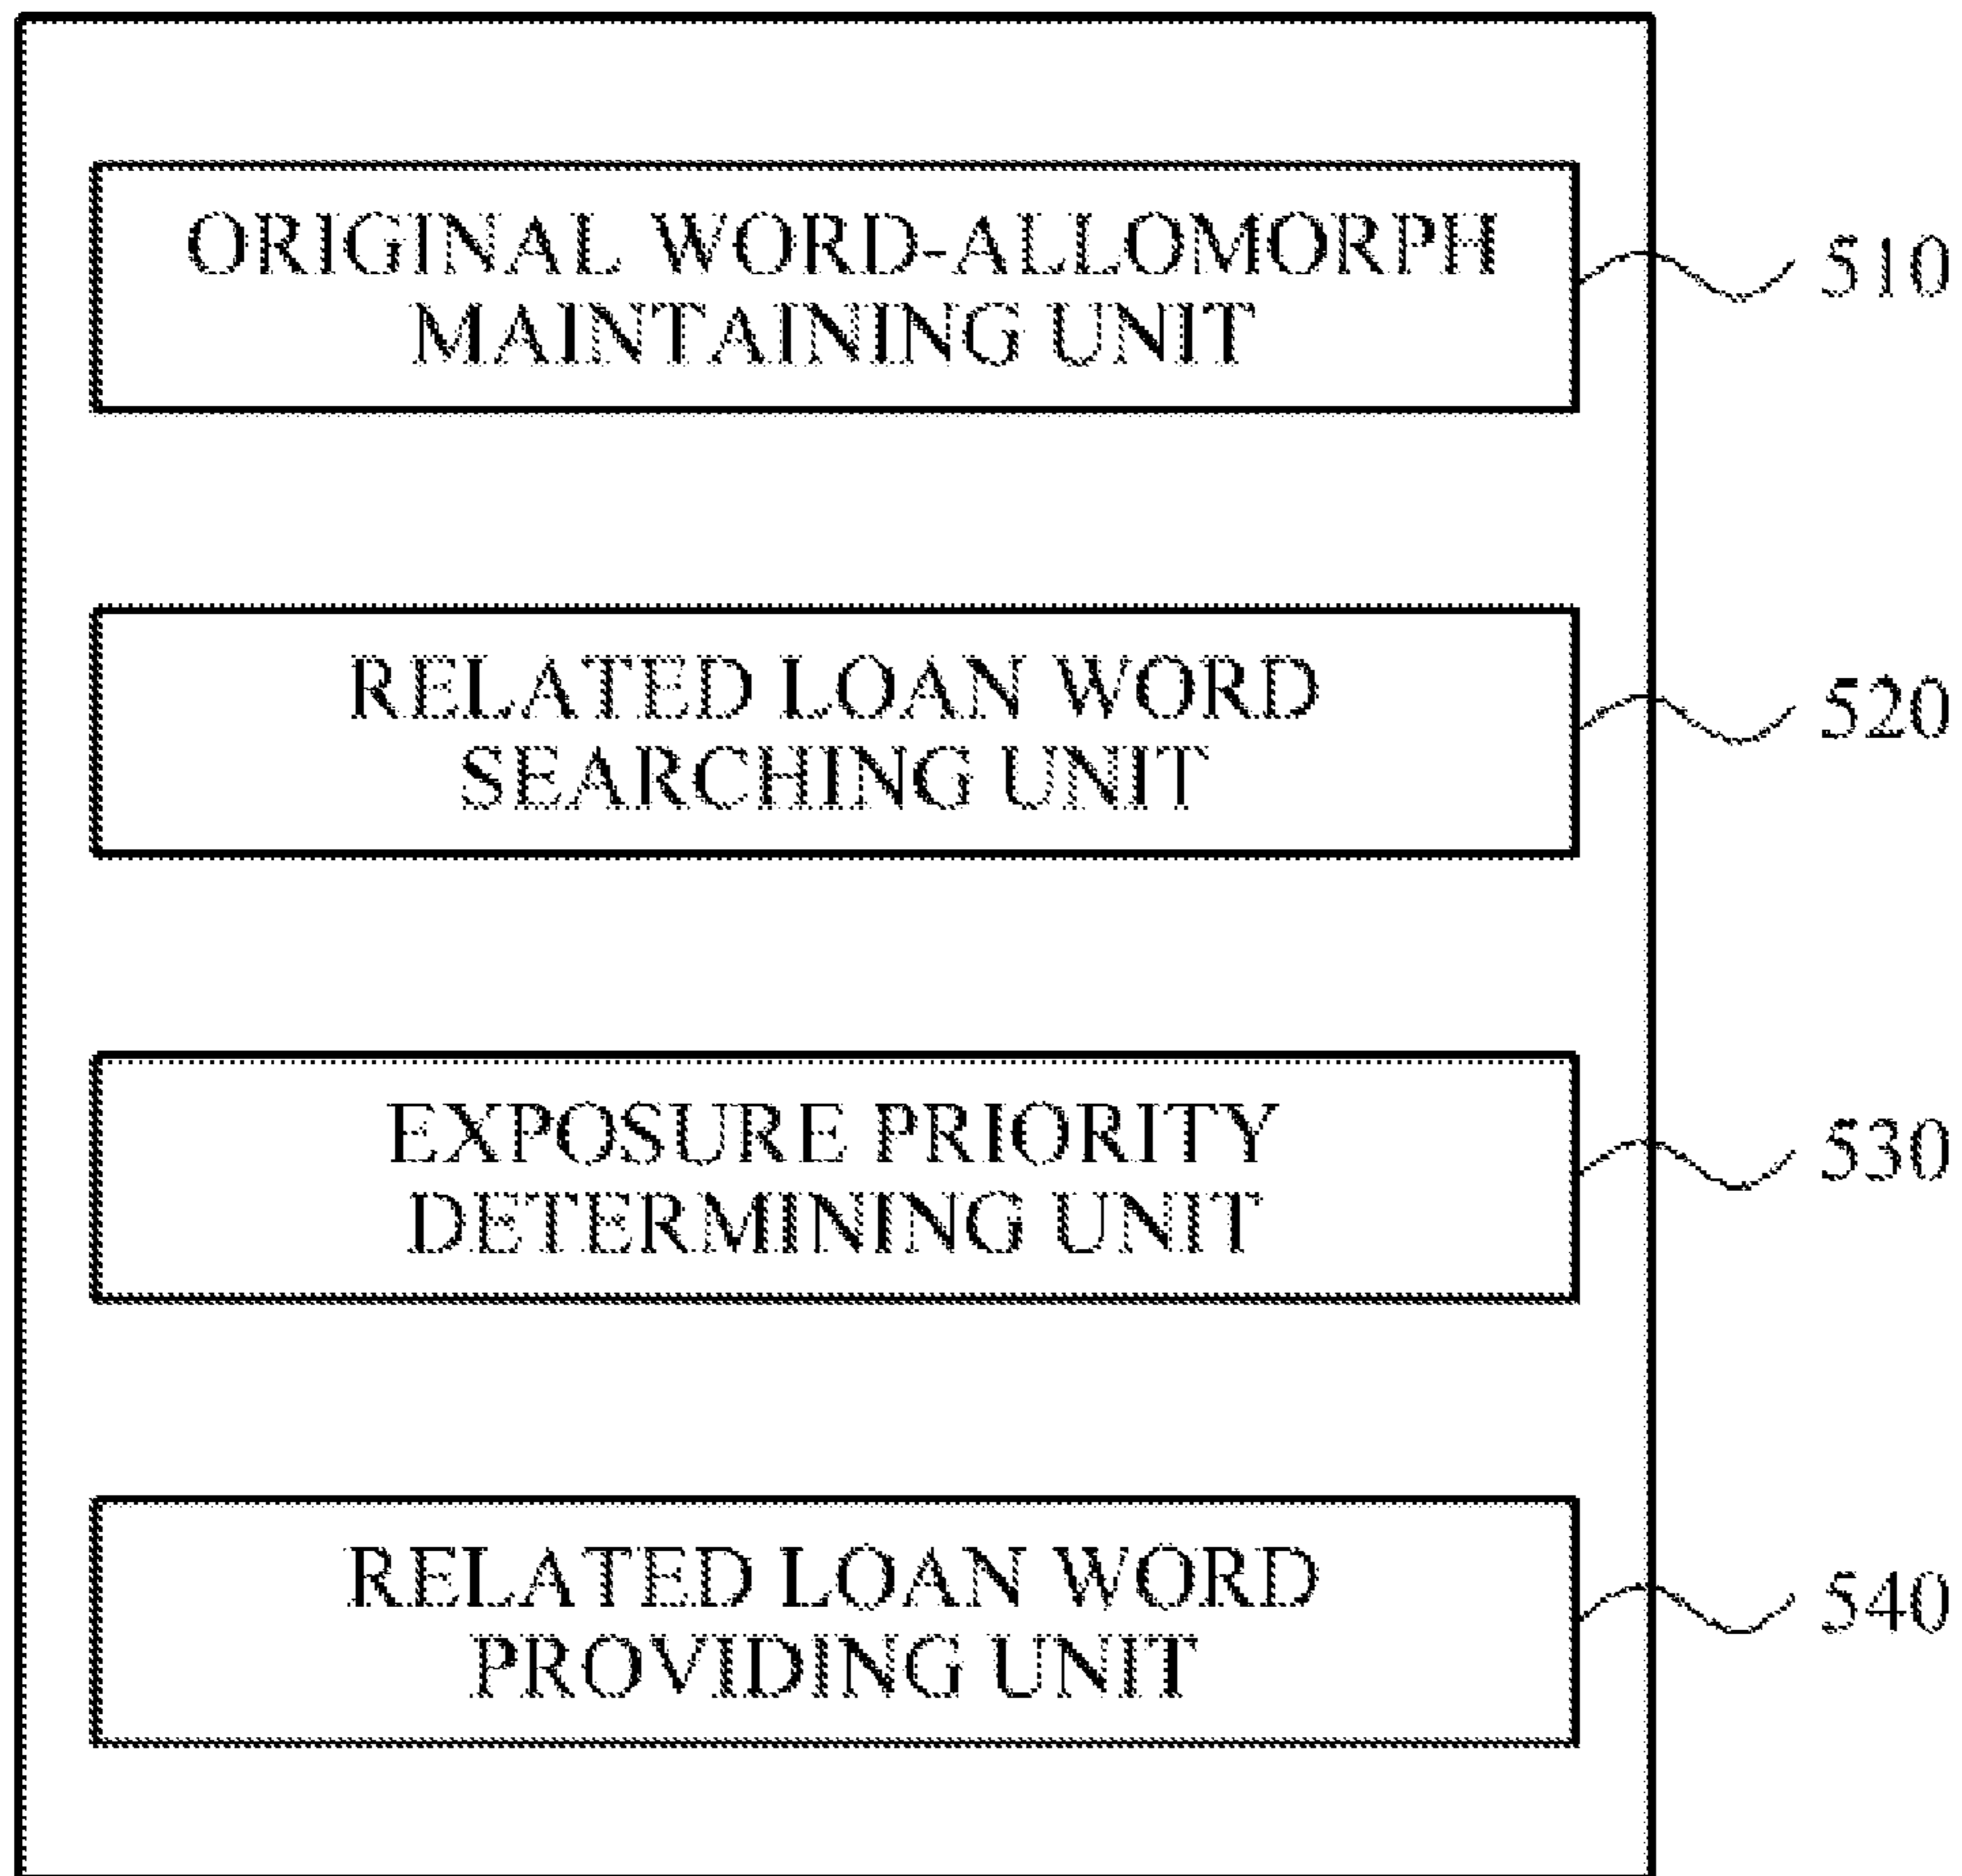 ORIGINAL WORD-ALLOMORPH
MAINTAINING UNIT
510
RELATED LOAN WORD
SEARCHING UNIT
520
EXPOSURE PRIORITY
DETERMINING UNIT
530
RELATED LOAN WORD
PROVIDING UNIT
540